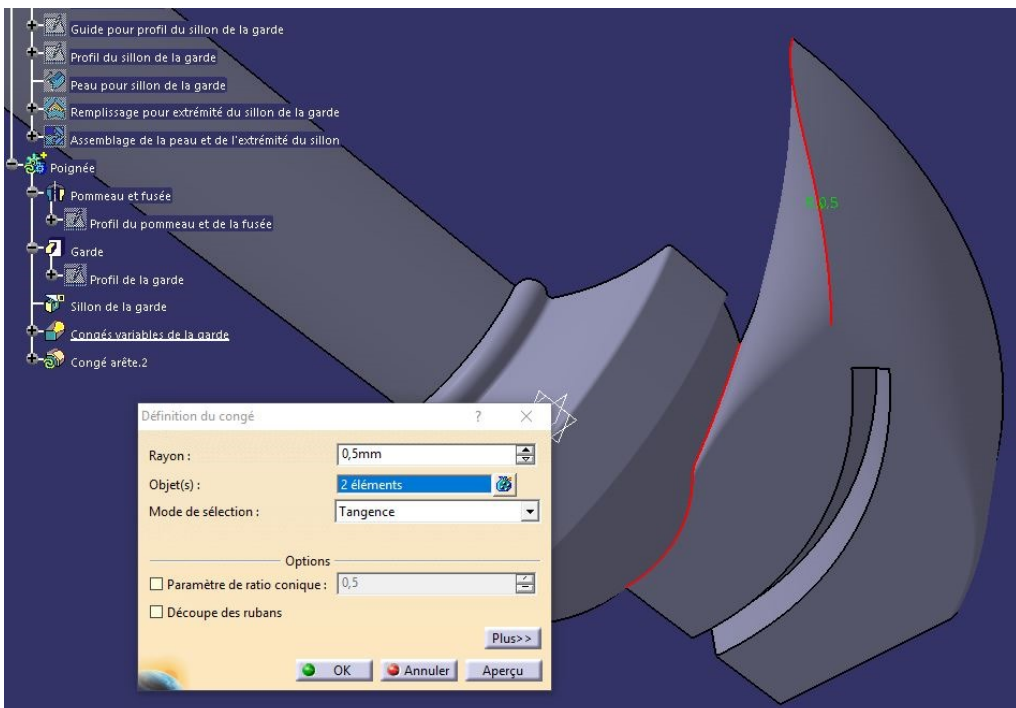 Guide pour profil du sillon de la garde
Profil du sillon de la garde
Peau pour sillon de la garde
Remplissage pour extrémité du sillon de la garde
Assemblage de la peau et de l'extrémité du sillon
Poignée
Pommeau et fusée
Profil du pommeau et de la fusée
Garde
Profil de la garde
Sillon de la garde
Congés variables de la garde
Congé arête.2
Définition du congé ? ×
Rayon : 0,5mm
Objet(s) : 2 éléments
Mode de sélection : Tangence
Options
Paramètre de ratio conique : 0,5
Découpe des rubans
Plus>>
OK Annuler Aperçu